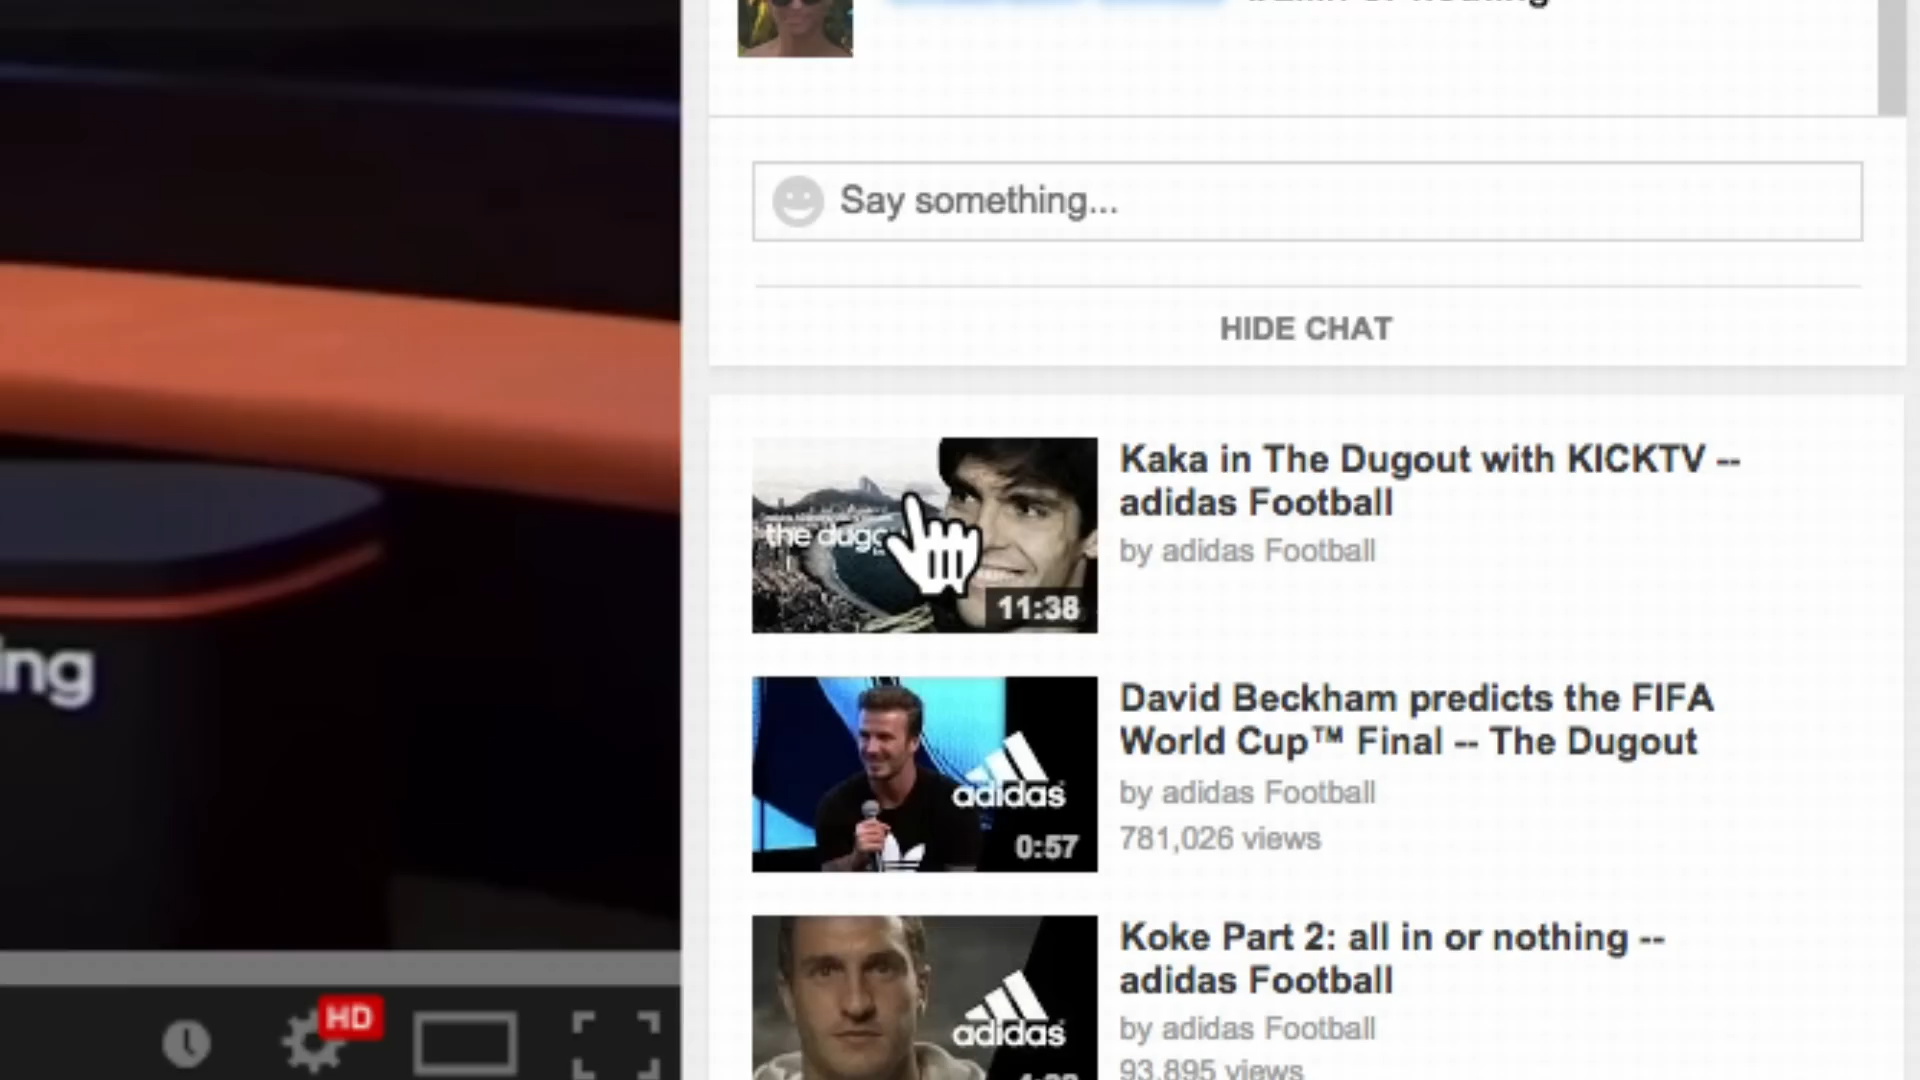 Say something...
HIDE CHAT
the dugo
11:38
Kaka in The Dugout with KICKTV --
adidas Football
by adidas Football
ing
adidas
0:57
David Beckham predicts the FIFA
World Cup™ Final -- The Dugout
by adidas Football
781,026 views
adidas
Koke Part 2: all in or nothing --
adidas Football
by adidas Football
93,895 views
HD